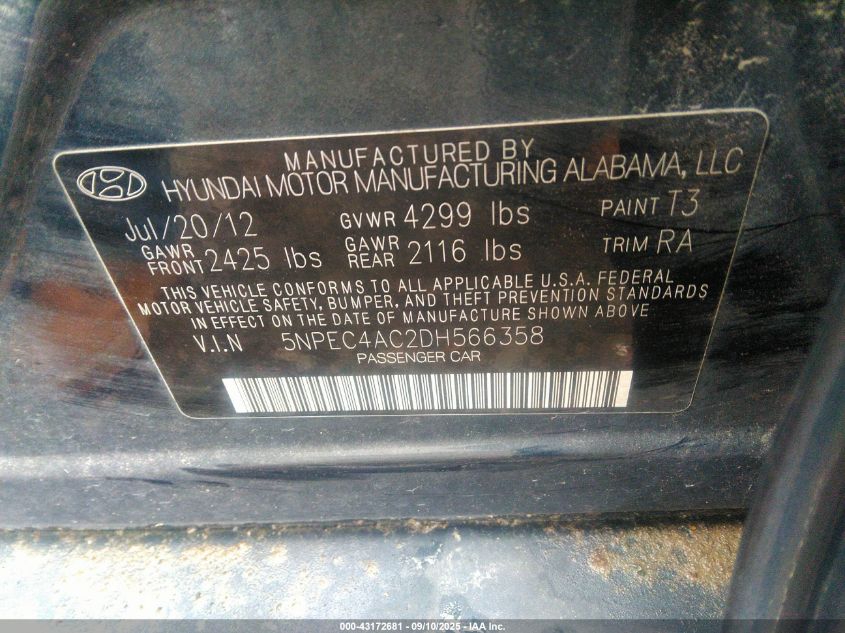 MANUFACTURED BY
HYUNDAI MOTOR MANUFACTURING ALABAMA, LLC
Jul/20/12 GVWR 4299 lbs PAINT T3
GAWR FRONT 2425 lbs GAWR REAR 2116 lbs TRIM RA
THIS VEHICLE CONFORMS TO ALL APPLICABLE U.S.A. FEDERAL
MOTOR VEHICLE SAFETY, BUMPER, AND THEFT PREVENTION STANDARDS
IN EFFECT ON THE DATE OF MANUFACTURE SHOWN ABOVE
V.I.N 5NPEC4AC2DH566358
PASSENGER CAR
000-43172681 - 09/10/2025 - IAA Inc.